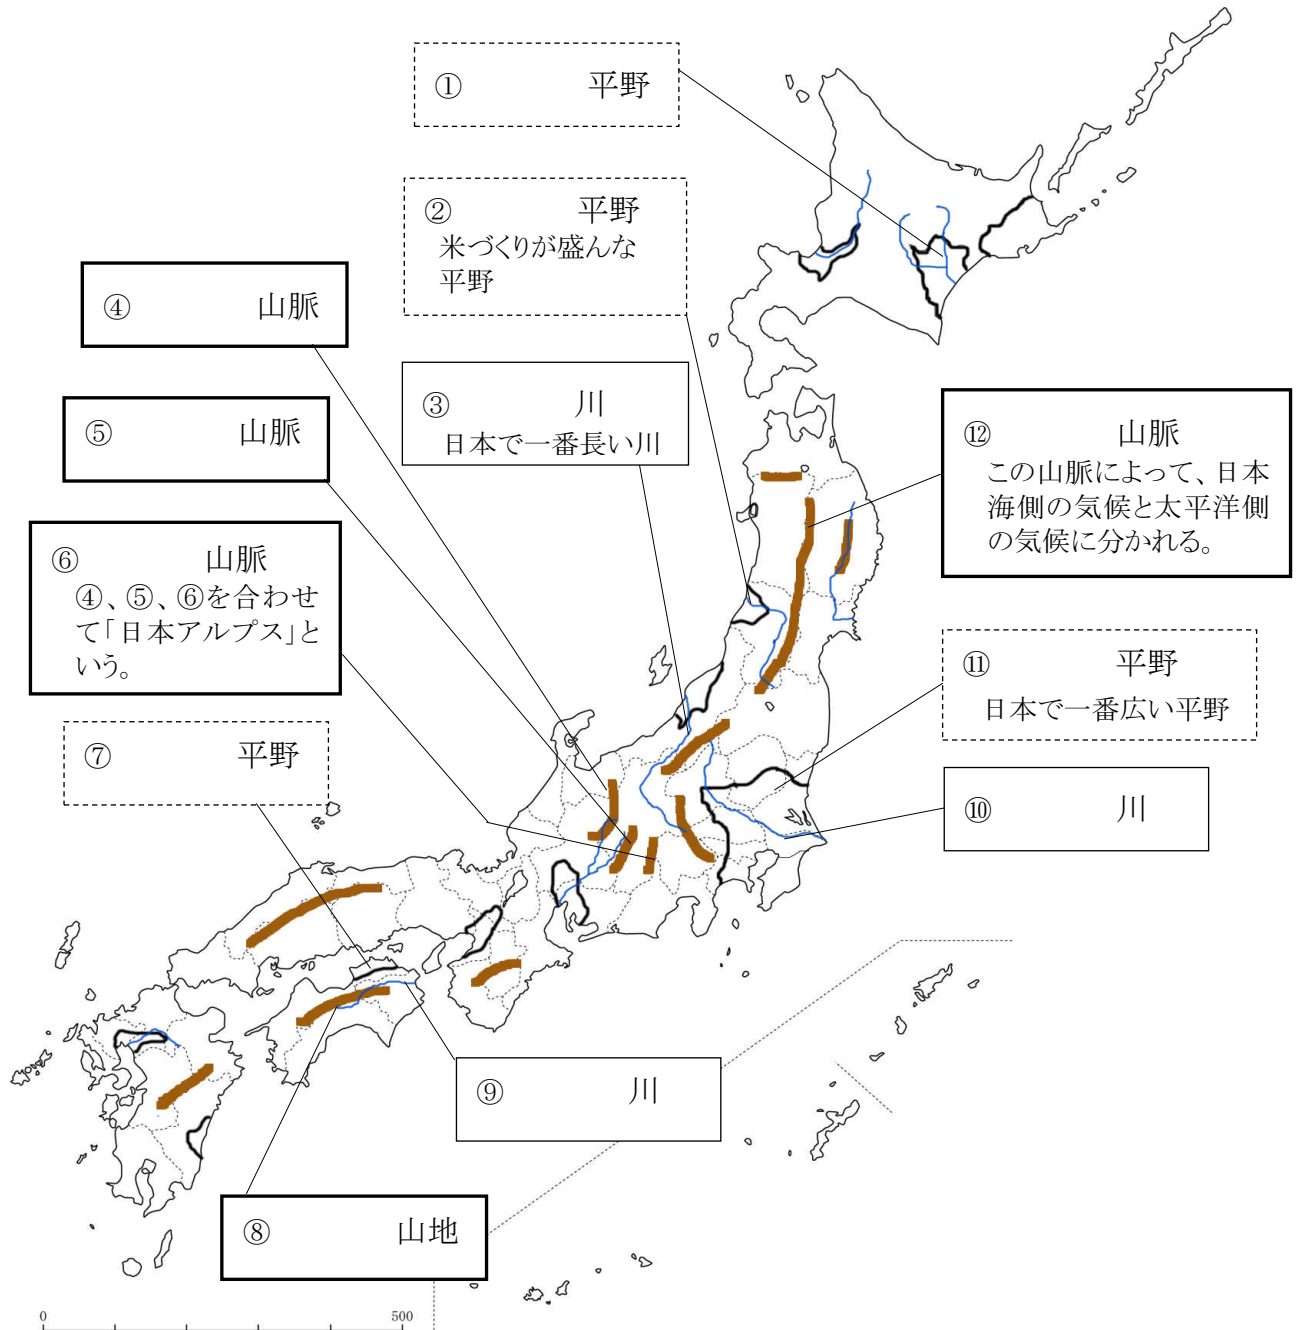 ① 平野
② 平野
米づくりが盛んな
平野
④ 山脈
③ 川
日本で一番長い川
⑤ 山脈
⑫ 山脈
この山脈によって、日本
海側の気候と太平洋側
の気候に分かれる。
⑥ 山脈
④、⑤、⑥を合わせ
て「日本アルプス」と
いう。
⑪ 平野
日本で一番広い平野
⑦ 平野
⑩ 川
⑨ 川
⑧ 山地
0 500